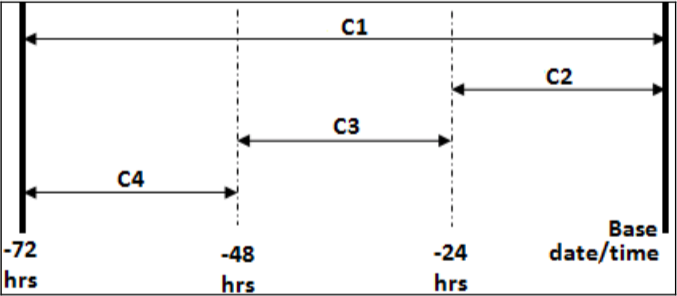 C1
C2
C3
C4
-72
hrs
-48
hrs
-24
hrs
Base
date/time